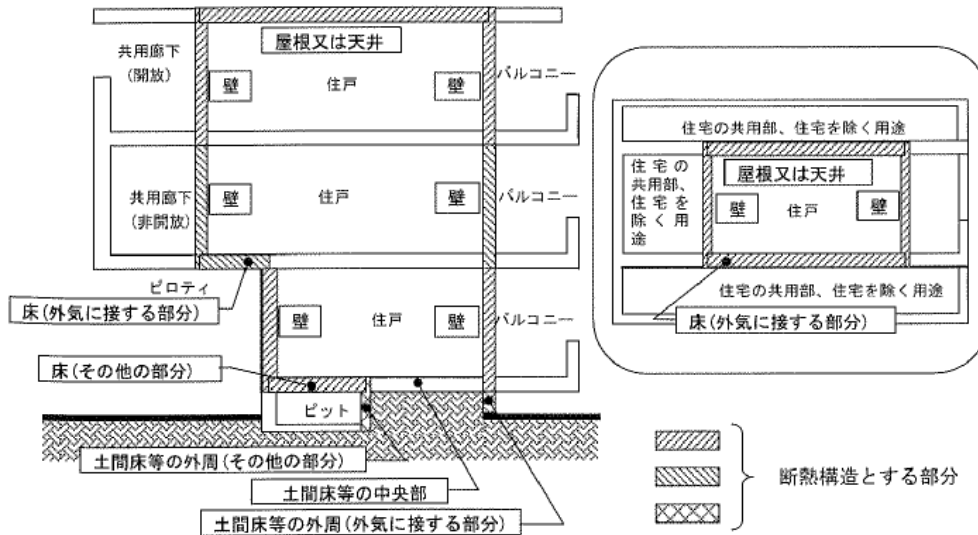 屋根又は天井
共用廊下
(開放)
壁
住戸
壁
バルコニー
共用廊下
(非開放)
壁
住戸
壁
バルコニー
ピロティ
床(外気に接する部分)
壁
住戸
壁
バルコニー
床(その他の部分)
ピット
土間床等の外周(その他の部分)
土間床等の中央部
土間床等の外周(外気に接する部分)
住宅の共用部、住宅を除く用途
住宅の
共用部、
住宅を
除く用
途
屋根又は天井
壁
住戸
壁
住宅の共用部、住宅を除く用途
床(外気に接する部分)
断熱構造とする部分